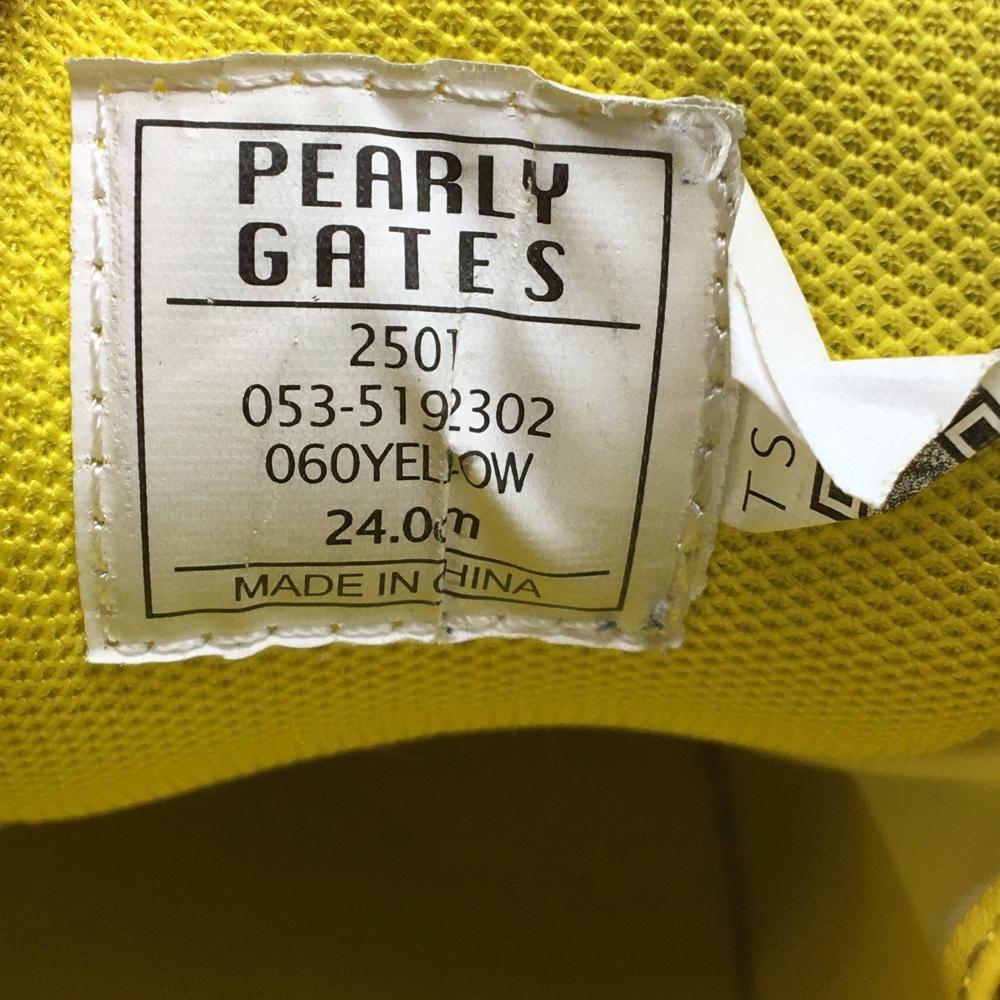 PEARLY
GATES
2501
053-5192302
060YELLOW
24.0cm
MADE IN CHINA
TS